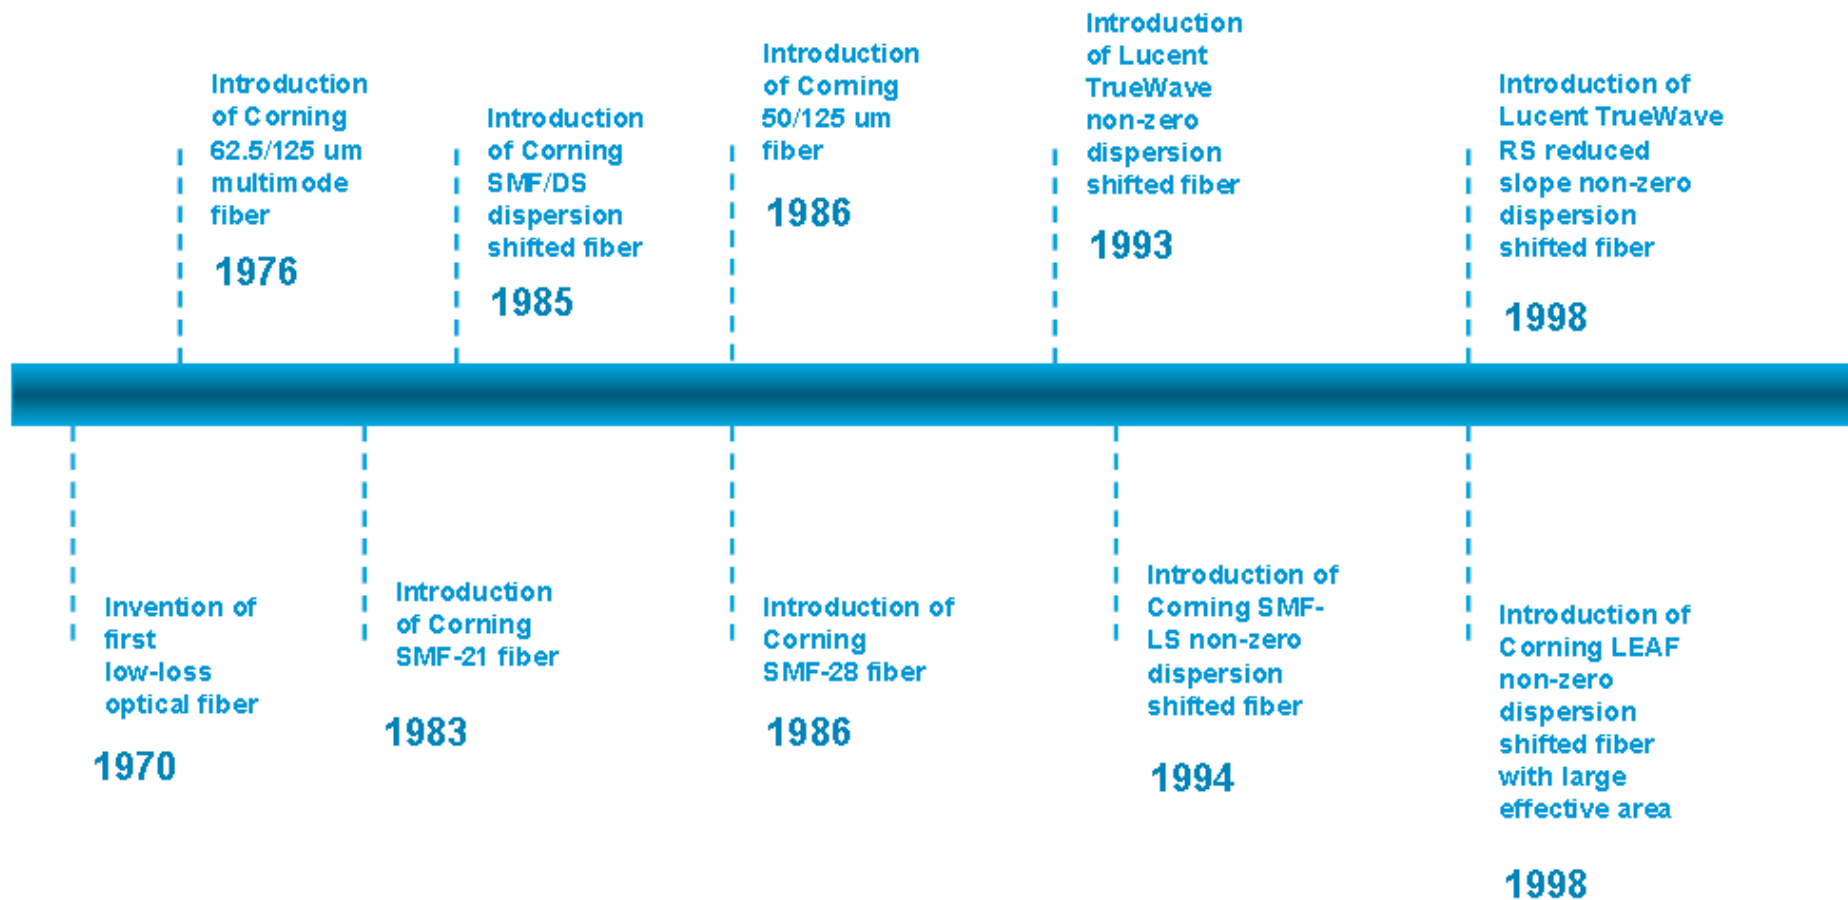 Introduction
of Corning
62.5/125 um
multimode
fiber
1976
Introduction
of Corning
SMF/DS
dispersion
shifted fiber
1985
Introduction
of Corning
50/125 um
fiber
1986
Introduction
of Lucent
TrueWave
non-zero
dispersion
shifted fiber
1993
Introduction of
Lucent TrueWave
RS reduced
slope non-zero
dispersion
shifted fiber
1998
Invention of
first
low-loss
optical fiber
1970
Introduction
of Corning
SMF-21 fiber
1983
Introduction of
Corning
SMF-28 fiber
1986
Introduction of
Corning SMF-
LS non-zero
dispersion
shifted fiber
1994
Introduction of
Corning LEAF
non-zero
dispersion
shifted fiber
with large
effective area
1998